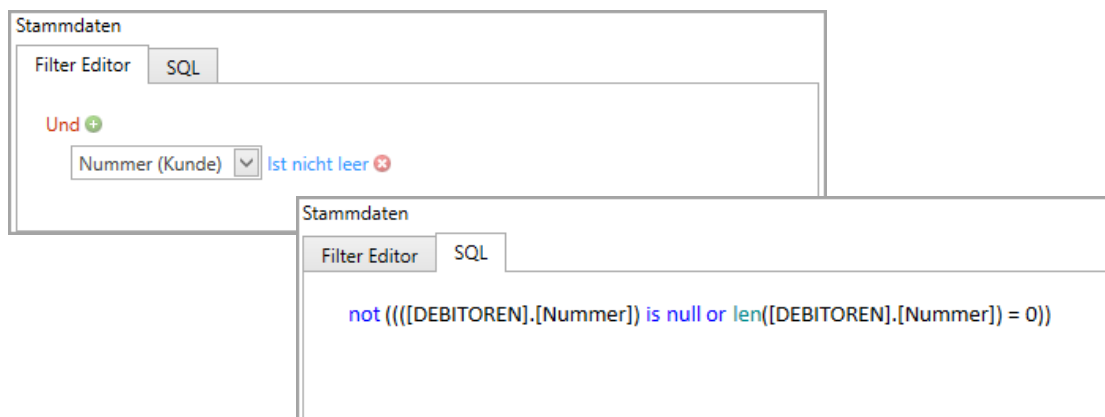 Stammdaten
Filter Editor SQL
Und
Nummer (Kunde) Ist nicht leer
Stammdaten
Filter Editor SQL
not ((([DEBITOREN].[Nummer]) is null or len([DEBITOREN].[Nummer]) = 0))